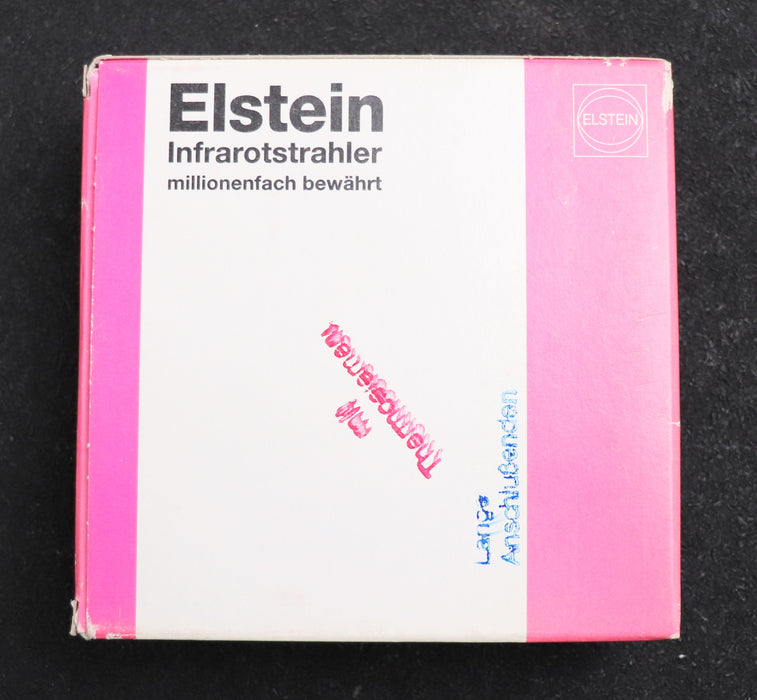 Elstein
Infrarotstrahler
millionenfach bewährt
ELSTEIN
mit
Thermoelement
Lange
Anschlußenden